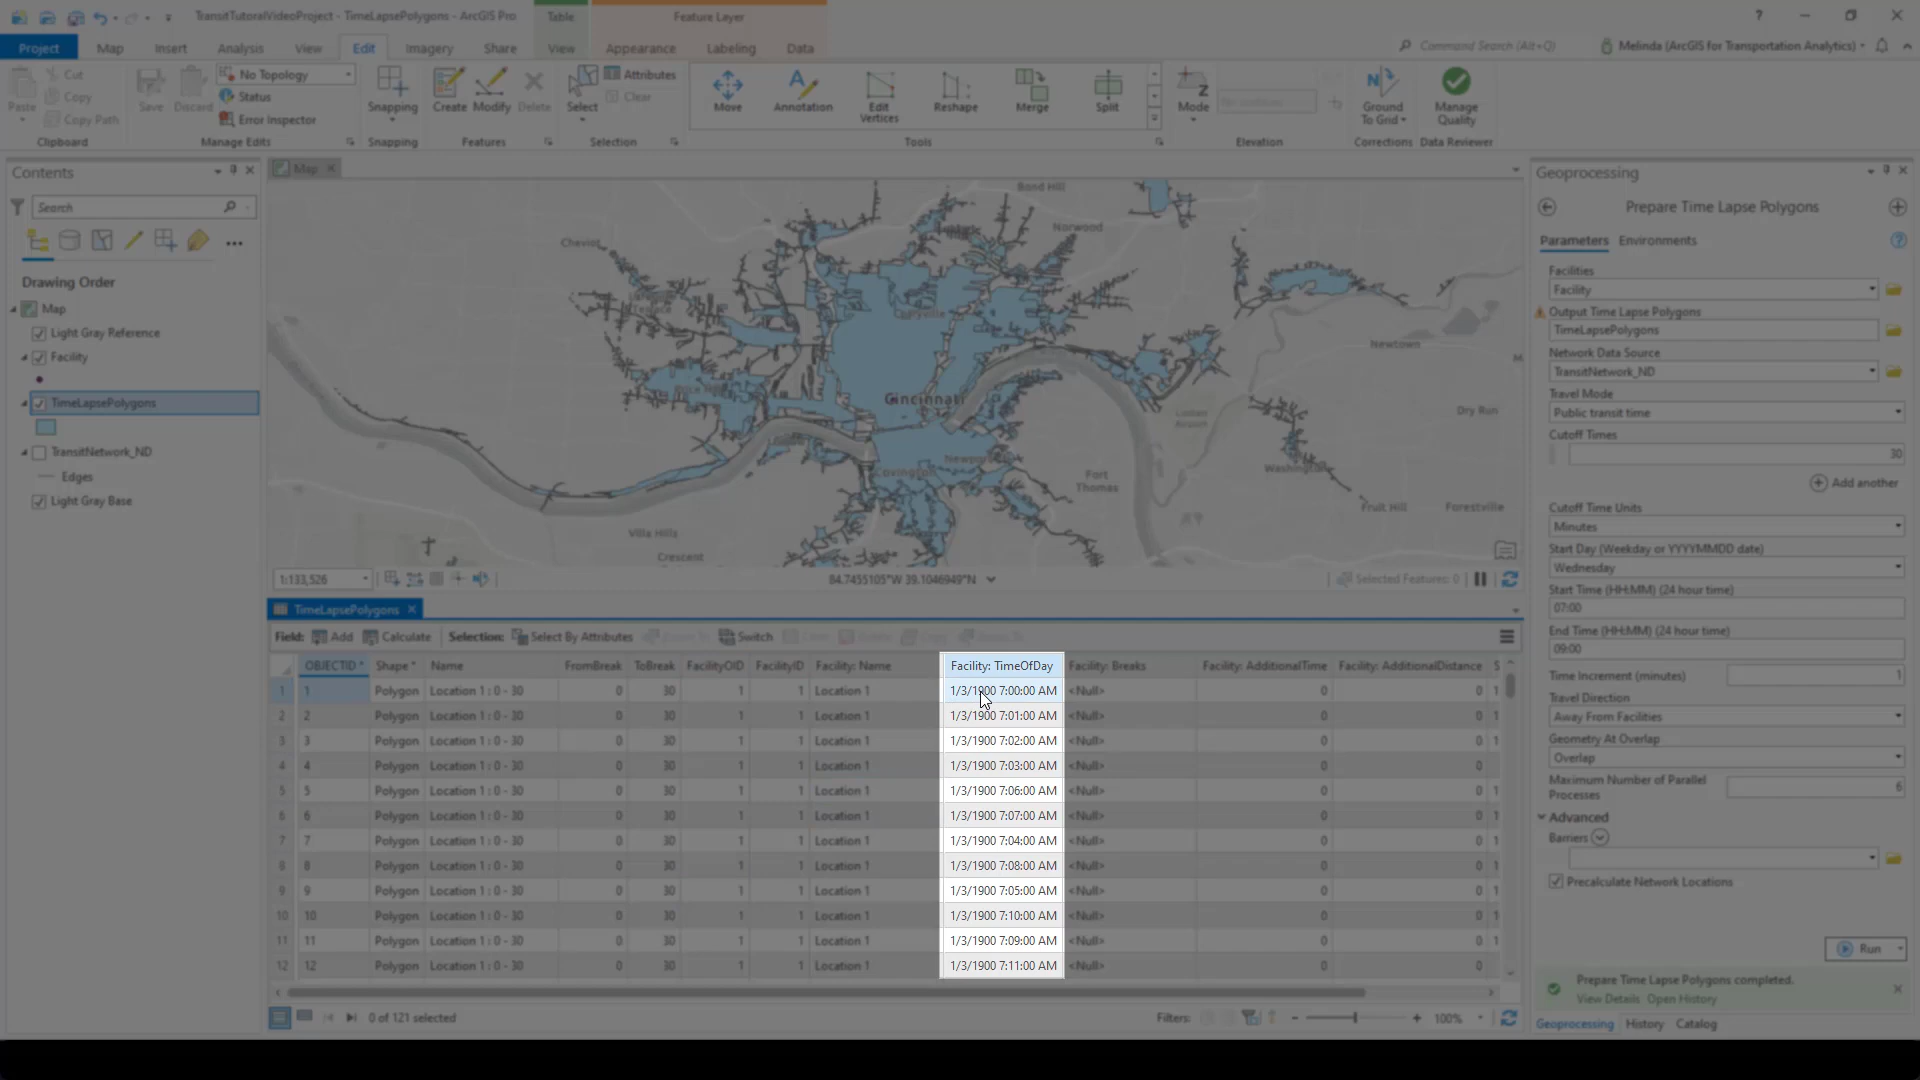 TransitTutoralVideoProject - TimeLapsePolygons - ArcGIS Pro
Table
Feature Layer
Project
Map
Insert
Analysis
View
Edit
Imagery
Share
View
Appearance
Labeling
Data
Command Search (Alt+Q)
Melinda (ArcGIS for Transportation Analytics)
Paste
Cut
Copy
Copy Path
Clipboard
Save
Discard
No Topology
Status
Error Inspector
Manage Edits
Snapping
Snapping
Create
Modify
Delete
Features
Select
Attributes
Clear
Selection
Move
Annotation
Edit Vertices
Reshape
Merge
Split
Tools
Mode
Elevation
Ground To Grid
Corrections
Manage Quality
Data Reviewer
Contents
Search
Drawing Order
Map
Light Gray Reference
Facility
TimeLapsePolygons
TransitNetwork_ND
Edges
Light Gray Base
Map
Bond Hill
Cheviot
Norwood
Newtown
Cincinnati
Dry Run
Covington
Newport
Fort Thomas
Washington
Fruit Hill
Forestville
Villa Hills
Crescent
1:133,526
84.7455105°W 39.1046949°N
Selected Features: 0
TimeLapsePolygons
Field: Add Calculate Selection: Select By Attributes Switch
OBJECTID * Shape * Name FromBreak ToBreak FacilityOID FacilityID Facility: Name Facility: TimeOfDay Facility: Breaks Facility: AdditionalTime Facility: AdditionalDistance S
1 1 Polygon Location 1 : 0 - 30 0 30 1 1 Location 1 1/3/1900 7:00:00 AM <Null> 0 0 1
2 2 Polygon Location 1 : 0 - 30 0 30 1 1 Location 1 1/3/1900 7:01:00 AM <Null> 0 0 1
3 3 Polygon Location 1 : 0 - 30 0 30 1 1 Location 1 1/3/1900 7:02:00 AM <Null> 0 0 1
4 4 Polygon Location 1 : 0 - 30 0 30 1 1 Location 1 1/3/1900 7:03:00 AM <Null> 0 0
5 5 Polygon Location 1 : 0 - 30 0 30 1 1 Location 1 1/3/1900 7:06:00 AM <Null> 0 0 1
6 6 Polygon Location 1 : 0 - 30 0 30 1 1 Location 1 1/3/1900 7:07:00 AM <Null> 0 0 1
7 7 Polygon Location 1 : 0 - 30 0 30 1 1 Location 1 1/3/1900 7:04:00 AM <Null> 0 0 1
8 8 Polygon Location 1 : 0 - 30 0 30 1 1 Location 1 1/3/1900 7:08:00 AM <Null> 0 0 1
9 9 Polygon Location 1 : 0 - 30 0 30 1 1 Location 1 1/3/1900 7:05:00 AM <Null> 0 0 1
10 10 Polygon Location 1 : 0 - 30 0 30 1 1 Location 1 1/3/1900 7:10:00 AM <Null> 0 0 1
11 11 Polygon Location 1 : 0 - 30 0 30 1 1 Location 1 1/3/1900 7:09:00 AM <Null> 0 0 1
12 12 Polygon Location 1 : 0 - 30 0 30 1 1 Location 1 1/3/1900 7:11:00 AM <Null> 0 0 1
0 of 121 selected
Filters:
100%
Geoprocessing
Prepare Time Lapse Polygons
Parameters Environments
Facilities
Facility
Output Time Lapse Polygons
TimeLapsePolygons
Network Data Source
TransitNetwork_ND
Travel Mode
Public transit time
Cutoff Times
30
Add another
Cutoff Time Units
Minutes
Start Day (Weekday or YYYYMMDD date)
Wednesday
Start Time (HH:MM) (24 hour time)
07:00
End Time (HH:MM) (24 hour time)
09:00
Time Increment (minutes) 1
Travel Direction
Away From Facilities
Geometry At Overlap
Overlap
Maximum Number of Parallel Processes 6
Advanced
Barriers
Precalculate Network Locations
Run
Prepare Time Lapse Polygons completed.
View Details Open History
Geoprocessing History Catalog